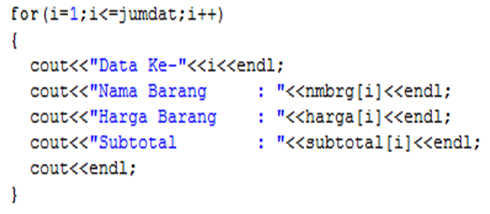 for(i=1;i<=jumdat;i++)
{
cout<<"Data Ke-"<<i<<endl;
cout<<"Nama Barang     : "<<nmbrg[i]<<endl;
cout<<"Harga Barang    : "<<harga[i]<<endl;
cout<<"Subtotal        : "<<subtotal[i]<<endl;
cout<<endl;
}